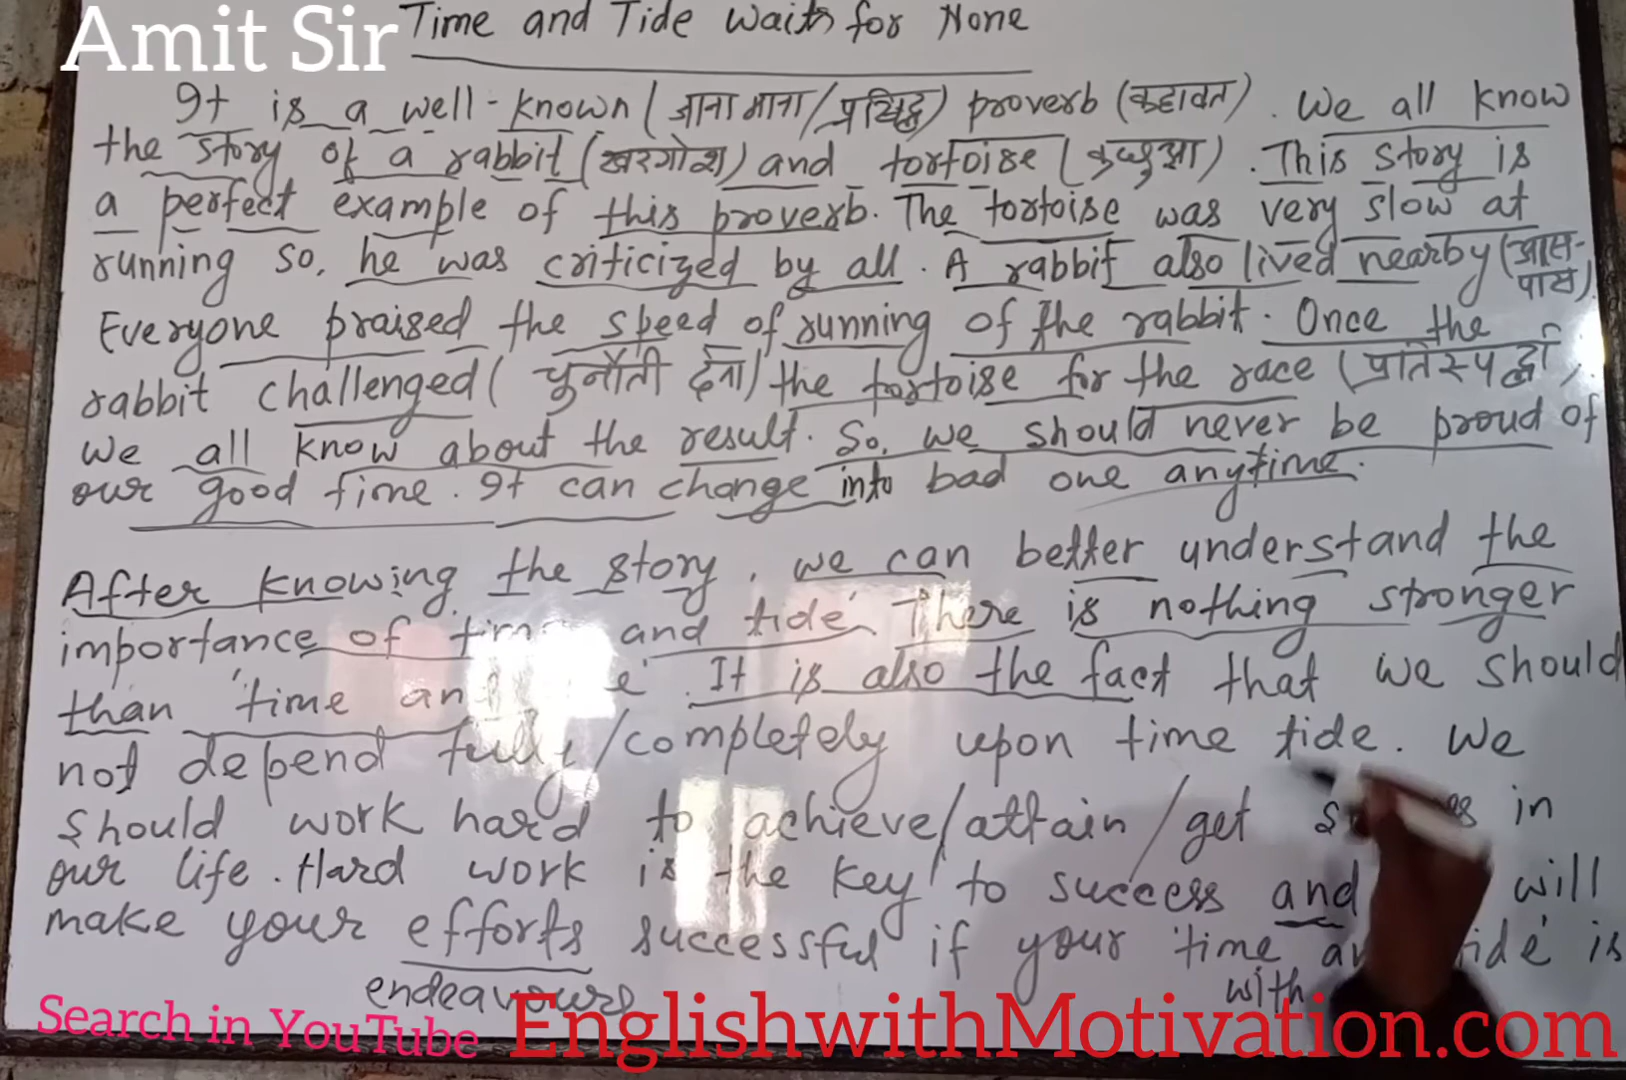 Amit Sir
Time and Tide Waits for None
It is a well-known (जाना माना/प्रसिद्ध) proverb (कहावत). We all know
the story of a rabbit (खरगोश) and tortoise (कछुआ). This story is
a perfect example of this proverb. The tortoise was very slow at
running so, he was criticized by all. A rabbit also lived nearby (आस-
पास)
Everyone praised the speed of running of the rabbit. Once the
rabbit challenged (चुनौती देना) the tortoise for the race (प्रतिस्पर्द्धा).
We all know about the result. So, we should never be proud of
our good time. It can change into bad one anytime.
After knowing the story, we can better understand the
importance of and tide'. There is nothing stronger
than 'time It is also the fact that we should
not depend fully/completely upon time tide. We
should work hard to achieve/attain/get in
our life. Hard work is the key to success and will
make your efforts successful if your 'time is
endeavours
with
Search in YouTube
EnglishwithMotivation.com